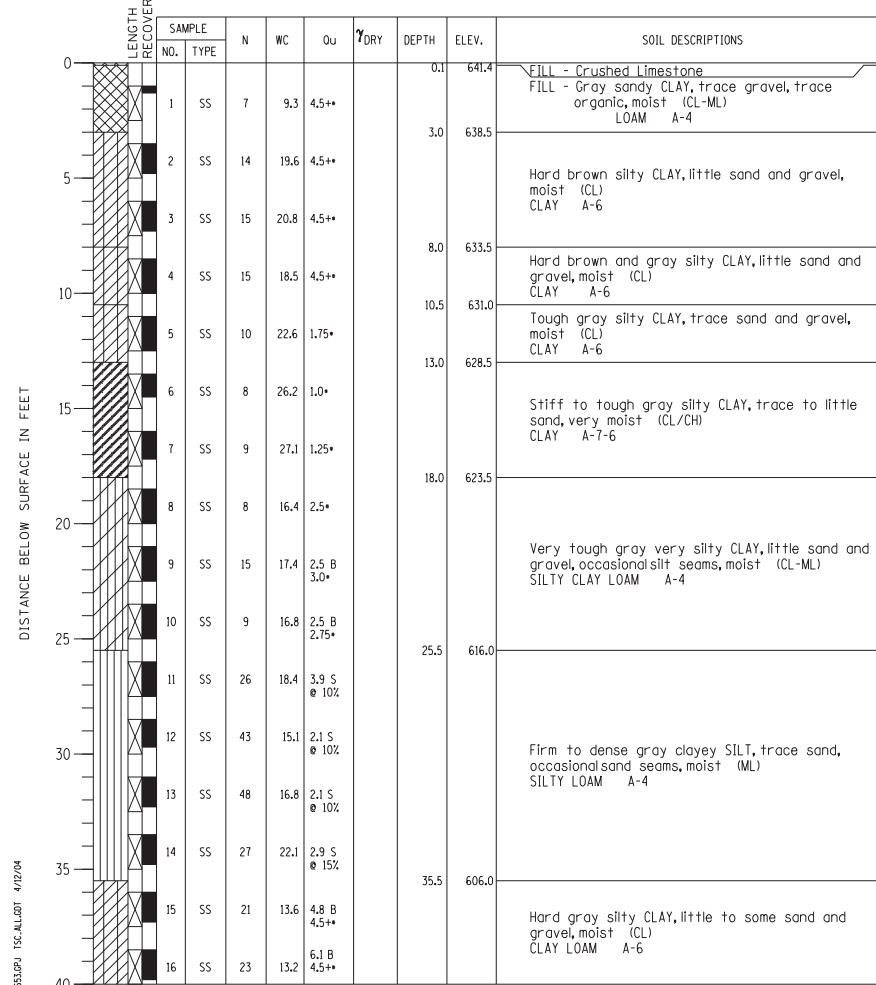 LENGTH
RECOVERY
SAMPLE
NO. TYPE N WC Qu γDRY DEPTH ELEV. SOIL DESCRIPTIONS
0
0.1 641.4 FILL - Crushed Limestone
FILL - Gray sandy CLAY, trace gravel, trace
1 SS 7 9.3 4.5+*
organic, moist (CL-ML)
LOAM A-4
3.0 638.5
2 SS 14 19.6 4.5+*
5
Hard brown silty CLAY, little sand and gravel,
moist (CL)
CLAY A-6
3 SS 15 20.8 4.5+*
8.0 633.5
4 SS 15 18.5 4.5+*
Hard brown and gray silty CLAY, little sand and
gravel, moist (CL)
CLAY A-6
10
10.5 631.0
5 SS 10 22.6 1.75*
Tough gray silty CLAY, trace sand and gravel,
moist (CL)
CLAY A-6
13.0 628.5
6 SS 8 26.2 1.0*
15
Stiff to tough gray silty CLAY, trace to little
sand, very moist (CL/CH)
CLAY A-7-6
7 SS 9 27.1 1.25*
18.0 623.5
8 SS 8 16.4 2.5*
20
9 SS 15 17.4 2.5 B
3.0*
Very tough gray very silty CLAY, little sand and
gravel, occasional silt seams, moist (CL-ML)
SILTY CLAY LOAM A-4
10 SS 9 16.8 2.5 B
2.75*
25
25.5 616.0
11 SS 26 18.4 3.9 S
@ 10%
12 SS 43 15.1 2.1 S
@ 10%
30
Firm to dense gray clayey SILT, trace sand,
occasional sand seams, moist (ML)
SILTY LOAM A-4
13 SS 48 16.8 2.1 S
@ 10%
14 SS 27 22.1 2.9 S
@ 15%
35
35.5 606.0
15 SS 21 13.6 4.8 B
4.5+*
Hard gray silty CLAY, little to some sand and
gravel, moist (CL)
CLAY LOAM A-6
6.1 B
16 SS 23 13.2 4.5+*
40
DISTANCE BELOW SURFACE IN FEET
553.GPJ TSC_ALL.GDT 4/12/04